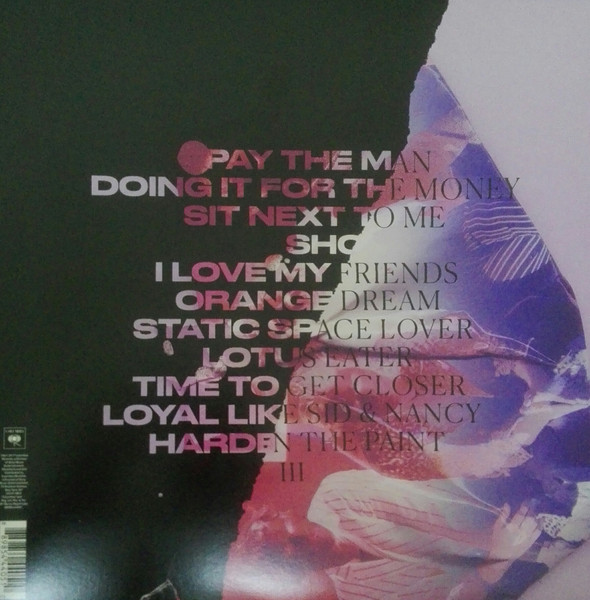 PAY THE MAN
DOING IT FOR THE MONEY
SIT NEXT TO ME
SHC
I LOVE MY FRIENDS
ORANGE DREAM
STATIC SPACE LOVER
LOTUS EATER
TIME TO GET CLOSER
LOYAL LIKE SID & NANCY
HARDEN THE PAINT
III